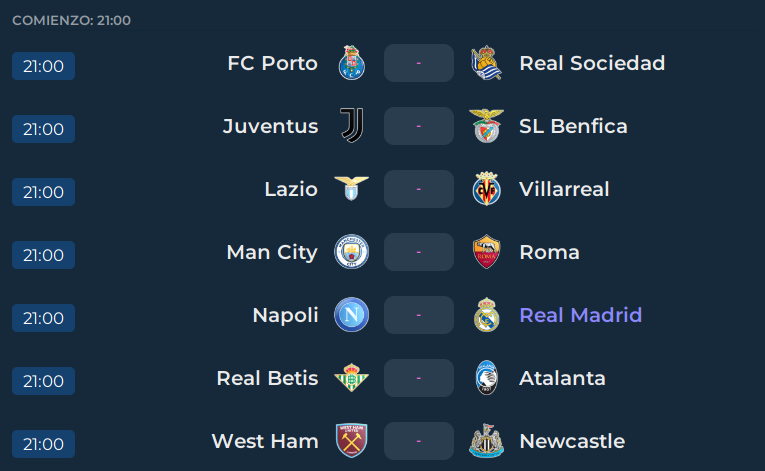 COMIENZO: 21:00
21:00 FC Porto - Real Sociedad
21:00 Juventus - SL Benfica
21:00 Lazio - Villarreal
21:00 Man City - Roma
21:00 Napoli N - Real Madrid
21:00 Real Betis - Atalanta
21:00 West Ham - Newcastle